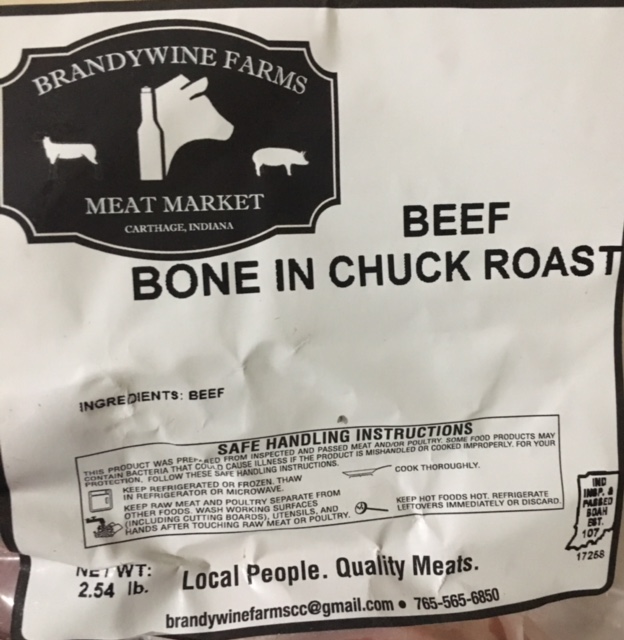 BRANDYWINE FARMS
MEAT MARKET
CARTHAGE, INDIANA
BEEF
BONE IN CHUCK ROAST
INGREDIENTS: BEEF
SAFE HANDLING INSTRUCTIONS
THIS PRODUCT WAS PREPARED FROM INSPECTED AND PASSED MEAT AND/OR POULTRY. SOME FOOD PRODUCTS MAY
CONTAIN BACTERIA THAT COULD CAUSE ILLNESS IF THE PRODUCT IS MISHANDLED OR COOKED IMPROPERLY. FOR YOUR
PROTECTION, FOLLOW THESE SAFE HANDLING INSTRUCTIONS.
KEEP REFRIGERATED OR FROZEN. THAW
IN REFRIGERATOR OR MICROWAVE.
KEEP RAW MEAT AND POULTRY SEPARATE FROM
OTHER FOODS. WASH WORKING SURFACES
(INCLUDING CUTTING BOARDS), UTENSILS, AND
HANDS AFTER TOUCHING RAW MEAT OR POULTRY.
COOK THOROUGHLY.
KEEP HOT FOODS HOT. REFRIGERATE
LEFTOVERS IMMEDIATELY OR DISCARD.
IND
INSP. &
PASSED
BOAH
EST.
107
17258
NET WT:
2.54 lb.
Local People. Quality Meats.
brandywinefarmscc@gmail.com • 765-565-6850